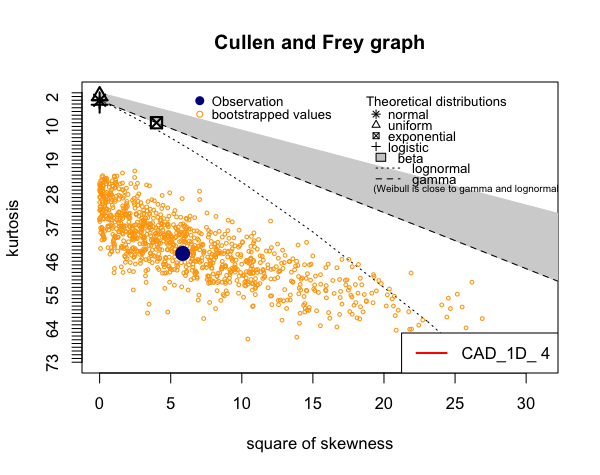 Cullen and Frey graph
Observation
bootstrapped values
Theoretical distributions
normal
uniform
exponential
logistic
beta
lognormal
gamma
(Weibull is close to gamma and lognormal
kurtosis
2
10
19
28
37
46
55
64
73
CAD_1D_ 4
0
5
10
15
20
25
30
square of skewness